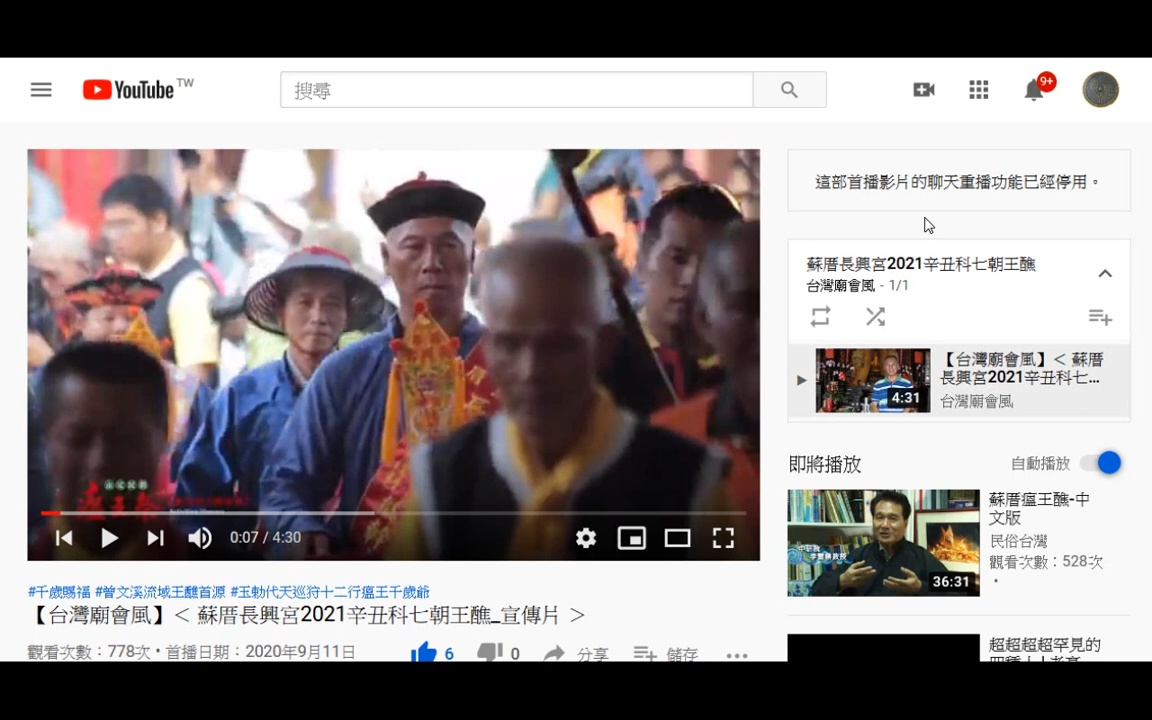 YouTube TW
搜尋
9+
這部首播影片的聊天重播功能已經停用。
蘇厝長興宮2021辛丑科七朝王醮
台灣廟會風 - 1/1
【台灣廟會風】＜ 蘇厝
長興宮2021辛丑科七...
4:31
台灣廟會風
即將播放
自動播放
蘇厝瘟王醮-中
文版
民俗台灣
觀看次數：528次
•
36:31
0:07 / 4:30
#千歲賜福 #曾文溪流域王醮首源 #玉勅代天巡狩十二行瘟王千歲爺
【台灣廟會風】＜ 蘇厝長興宮2021辛丑科七朝王醮_宣傳片 ＞
觀看次數：778次 • 首播日期：2020年9月11日
6
0
分享
儲存
超超超超罕見的